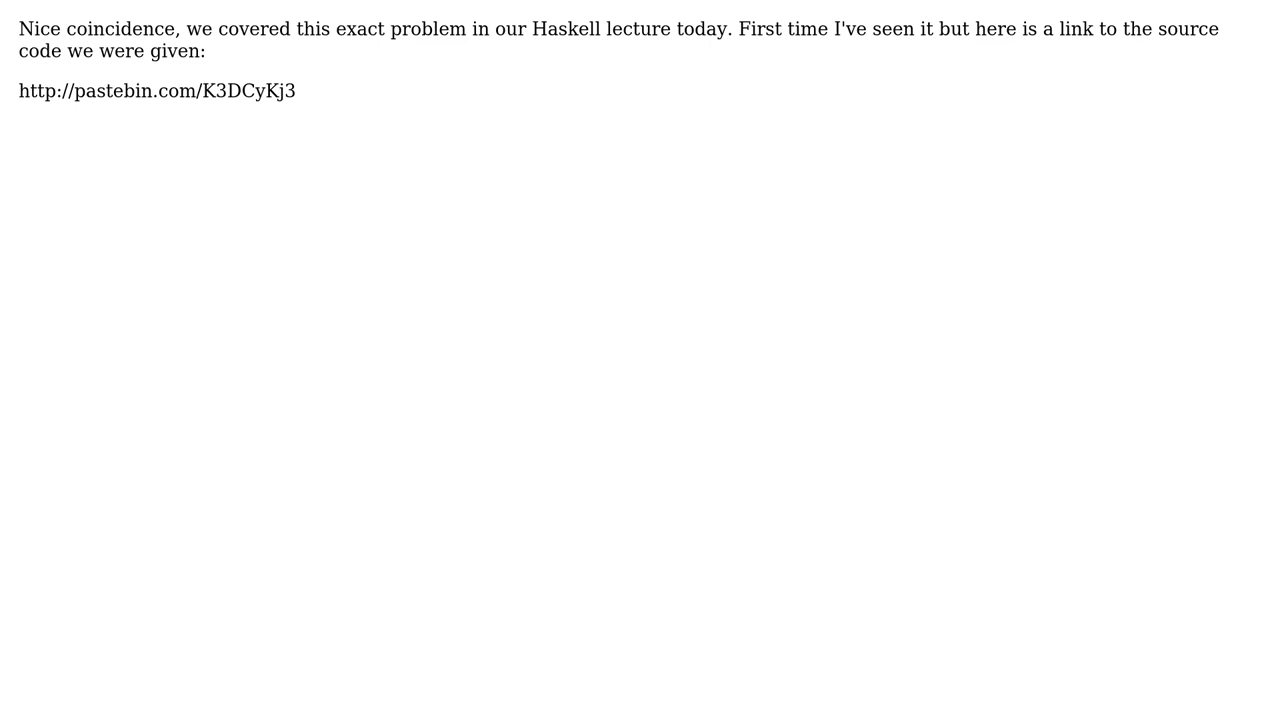 Nice coincidence, we covered this exact problem in our Haskell lecture today. First time I've seen it but here is a link to the source
code we were given:
http://pastebin.com/K3DCyKj3